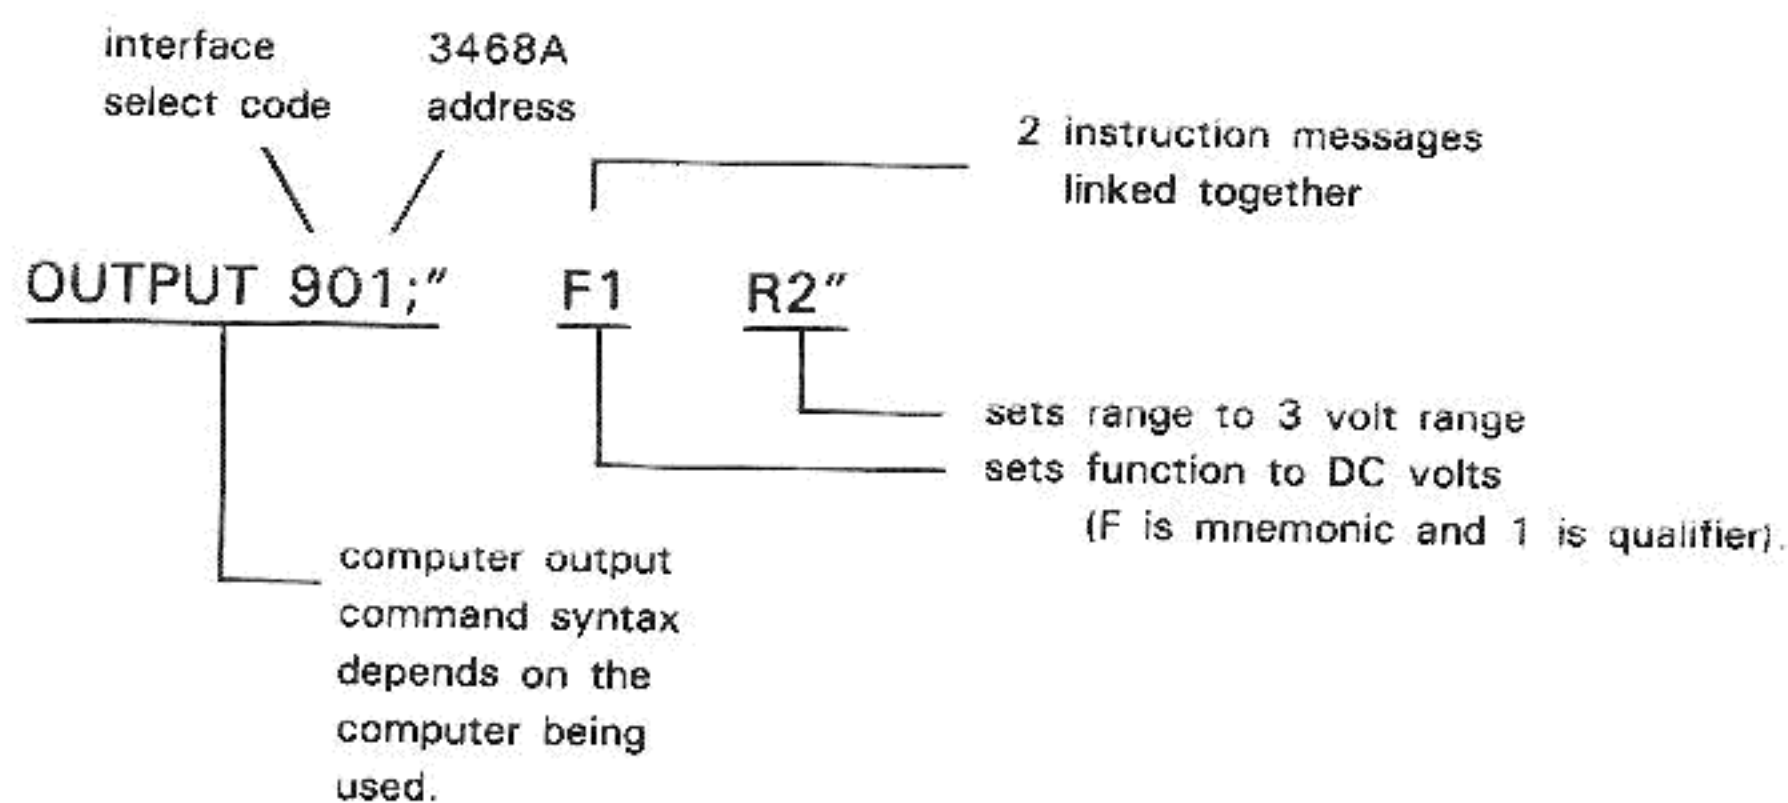 interface
select code
3468A
address
2 instruction messages
linked together
OUTPUT 901;" F1 R2"
sets range to 3 volt range
sets function to DC volts
(F is mnemonic and 1 is qualifier).
computer output
command syntax
depends on the
computer being
used.